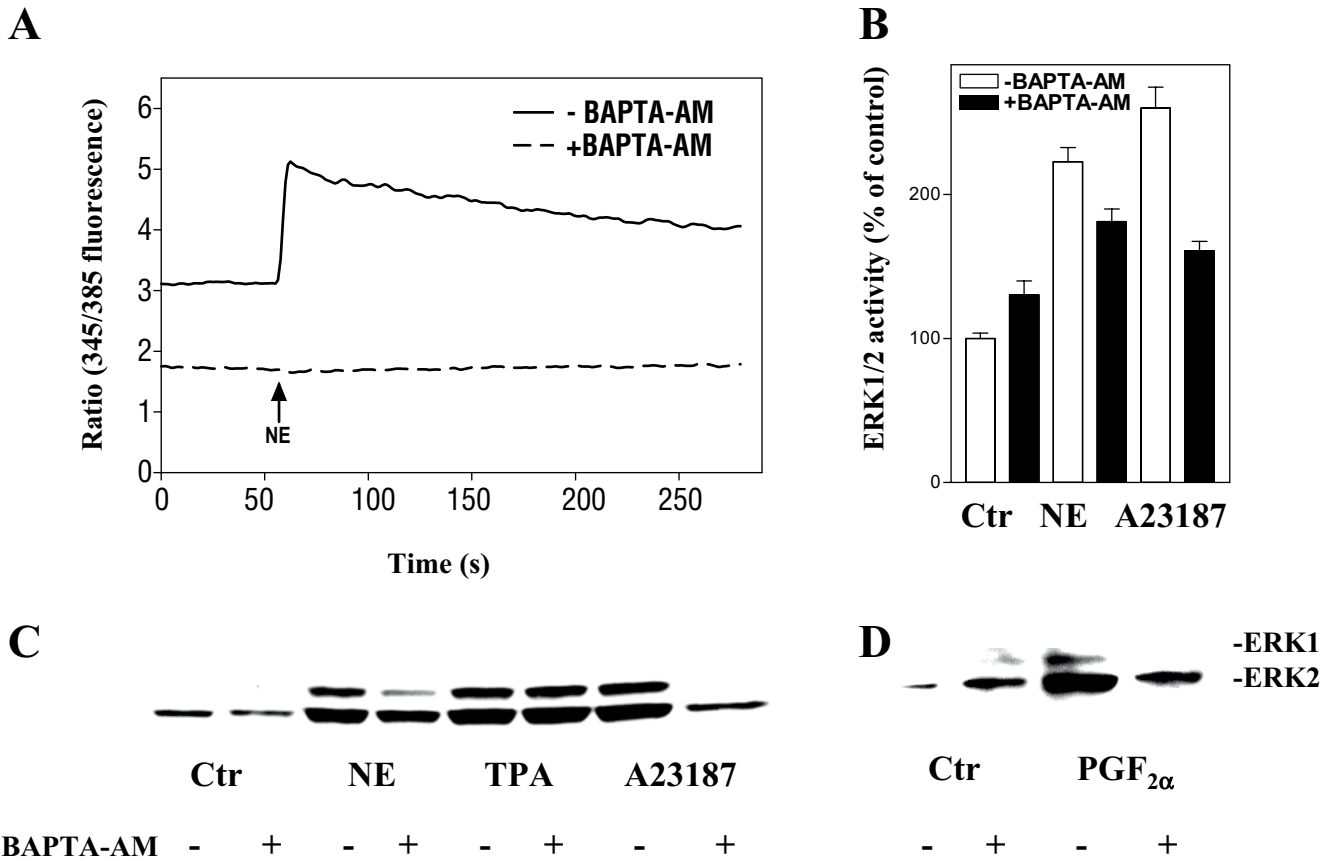 A
Ratio (345/385 fluorescence)
6
5
4
3
2
1
0
- BAPTA-AM
+BAPTA-AM
NE
0 50 100 150 200 250
Time (s)
B
ERK1/2 activity (% of control)
-BAPTA-AM
+BAPTA-AM
200
100
0
Ctr NE A23187
C
Ctr NE TPA A23187
BAPTA-AM - + - + - + - +
D
-ERK1
-ERK2
Ctr PGF2α
- + - +